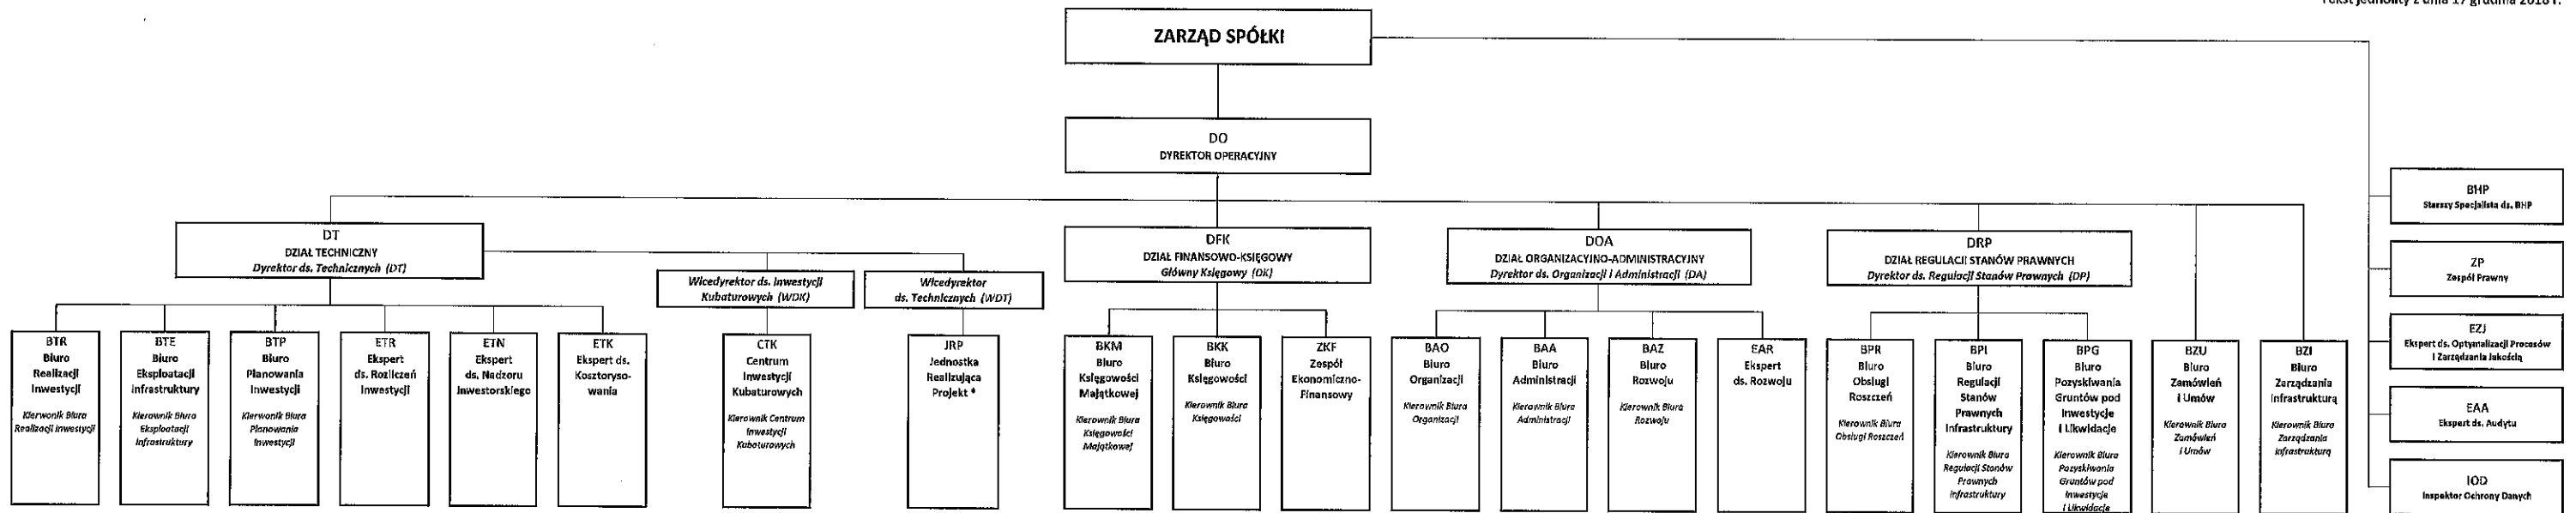 Tekst jednolity z dnia 17 grudnia 2018 r.
ZARZĄD SPÓŁKI
DO
DYREKTOR OPERACYJNY
BHP
Starszy Specjalista ds. BHP
ZP
Zespół Prawny
EZJ
Ekspert ds. Optymalizacji Procesów
i Zarządzania Jakością
EAA
Ekspert ds. Audytu
IOD
Inspektor Ochrony Danych
DT
DZIAŁ TECHNICZNY
Dyrektor ds. Technicznych (DT)
Wicedyrektor ds. Inwestycji
Kubaturowych (WDK)
Wicedyrektor
ds. Technicznych (WDT)
DFK
DZIAŁ FINANSOWO-KSIĘGOWY
Główny Księgowy (DK)
DOA
DZIAŁ ORGANIZACYJNO-ADMINISTRACYJNY
Dyrektor ds. Organizacji i Administracji (DA)
DRP
DZIAŁ REGULACJI STANÓW PRAWNYCH
Dyrektor ds. Regulacji Stanów Prawnych (DP)
BTR
Biuro
Realizacji
Inwestycji
Kierwonik Biura
Realizacji Inwestycji
BTE
Biuro
Eksploatacji
Infrastruktury
Kierownik Biura
Eksploatacji
Infrastruktury
BTP
Biuro
Planowania
Inwestycji
Kierwonik Biura
Planowania
Inwestycji
ETR
Ekspert
ds. Rozliczeń
Inwestycji
ETN
Ekspert
ds. Nadzoru
Inwestorskiego
ETK
Ekspert ds.
Kosztoryso-
wania
CTK
Centrum
Inwestycji
Kubaturowych
Kierownik Centrum
Inwestycji
Kubaturowych
JRP
Jednostka
Realizująca
Projekt *
BKM
Biuro
Księgowości
Majątkowej
Kierownik Biura
Księgowości
Majątkowej
BKK
Biuro
Księgowości
Kierownik Biura
Księgowości
ZKF
Zespół
Ekonomiczno-
Finansowy
BAO
Biuro
Organizacji
Kierownik Biura
Organizacji
BAA
Biuro
Administracji
Kierownik Biura
Administracji
BAZ
Biuro
Rozwoju
Kierownik Biura
Rozwoju
EAR
Ekspert
ds. Rozwoju
BPR
Biuro
Obsługi
Roszczeń
Kierownik Biura
Obsługi Roszczeń
BPI
Biuro
Regulacji
Stanów
Prawnych
Infrastruktury
Kierownik Biura
Regulacji Stanów
Prawnych
Infrastruktury
BPG
Biuro
Pozyskiwania
Gruntów pod
Inwestycje
i Likwidacje
Kierownik Biura
Pozyskiwania
Gruntów pod
Inwestycje
i Likwidacje
BZU
Biuro
Zamówień
i Umów
Kierownik Biura
Zamówień
i Umów
BZI
Biuro
Zarządzania
Infrastrukturą
Kierownik Biura
Zarządzania
Infrastrukturą